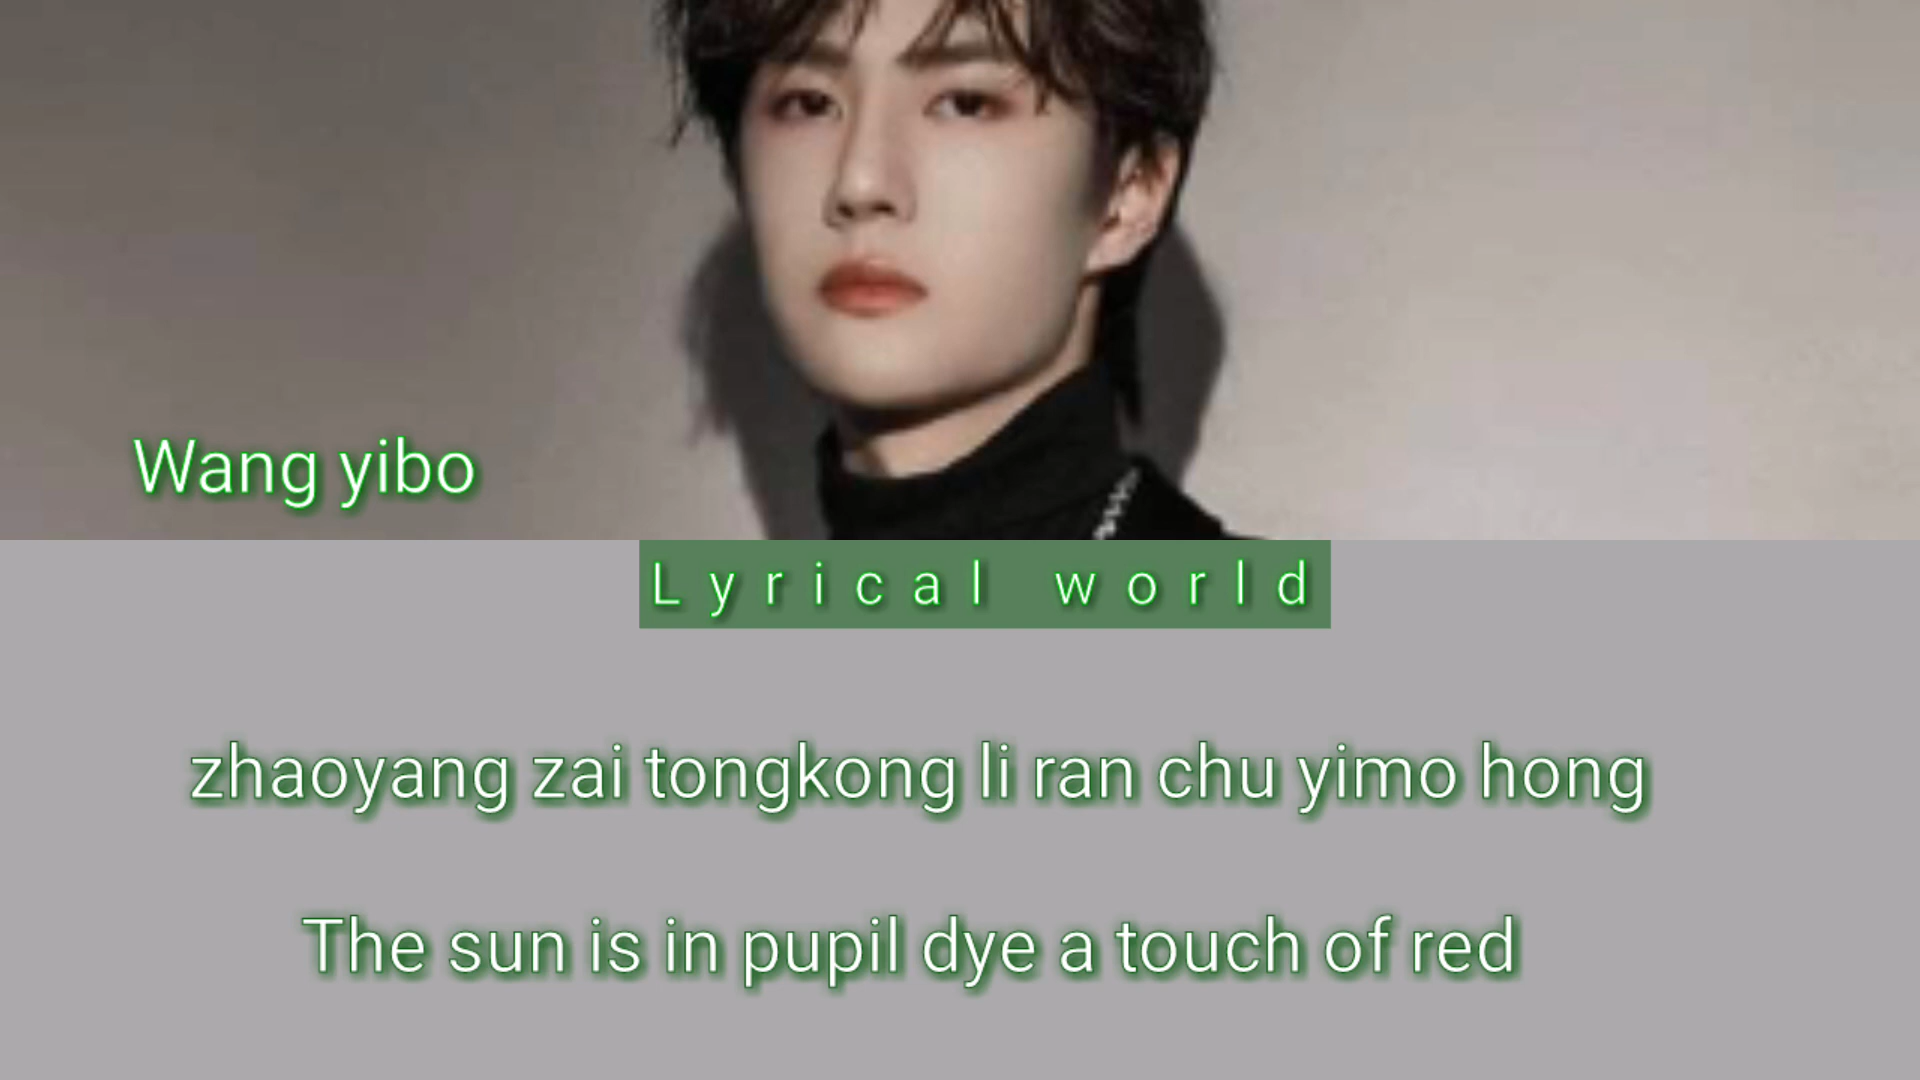 Wang yibo
Lyrical world
zhaoyang zai tongkong li ran chu yimo hong
The sun is in pupil dye a touch of red